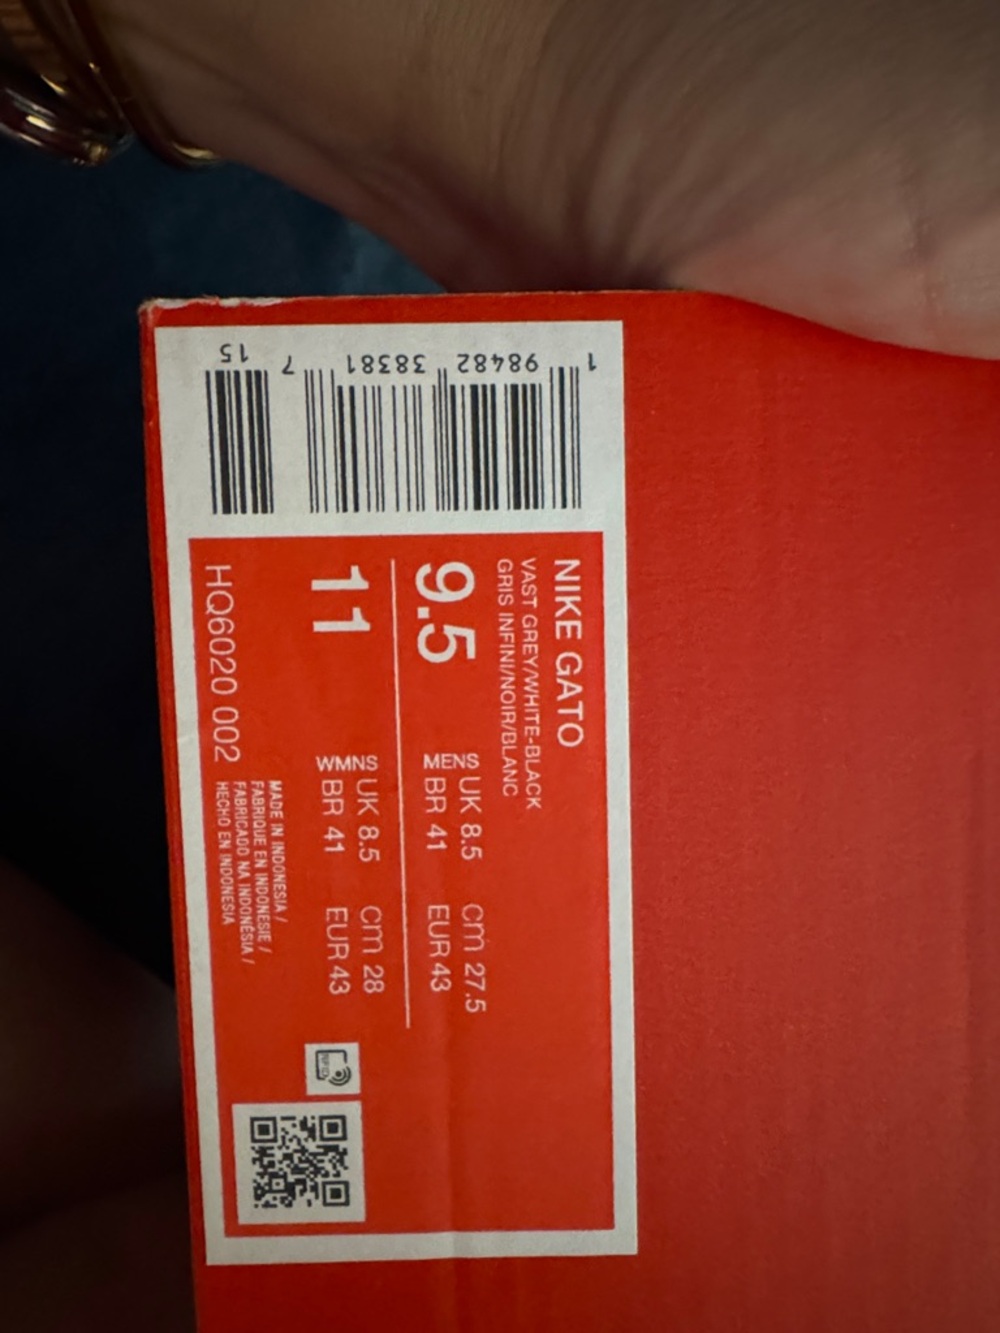 NIKE GATO
VAST GREY/WHITE-BLACK
GRIS INFINI/NOIR/BLANC
9.5
MENS
UK 8.5 cm 27.5
BR 41 EUR 43
11
WMNS
UK 8.5 cm 28
BR 41 EUR 43
HQ6020 002
MADE IN INDONESIA /
FABRIQUE EN INDONESIE /
FABRICADO NA INDONÉSIA /
HECHO EN INDONESIA
1 98482 38381 7 15